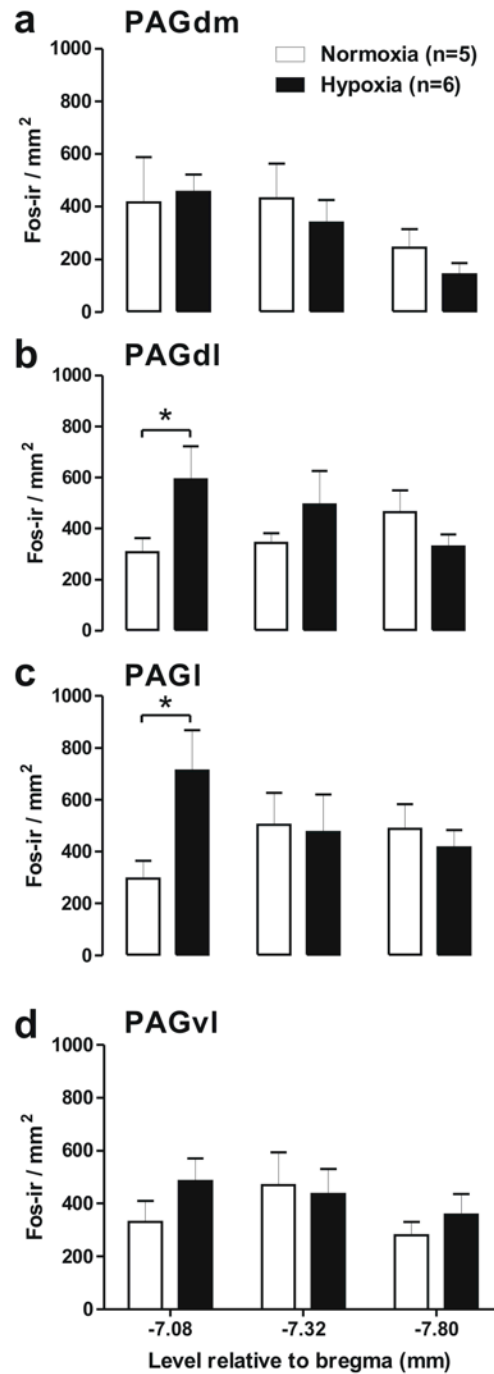 a PAGdm
Normoxia (n=5)
Hypoxia (n=6)
Fos-ir / mm²
1000
800
600
400
200
0
b PAGdl
*
Fos-ir / mm²
1000
800
600
400
200
0
c PAGl
*
Fos-ir / mm²
1000
800
600
400
200
0
d PAGvl
Fos-ir / mm²
1000
800
600
400
200
0
-7.08 -7.32 -7.80
Level relative to bregma (mm)